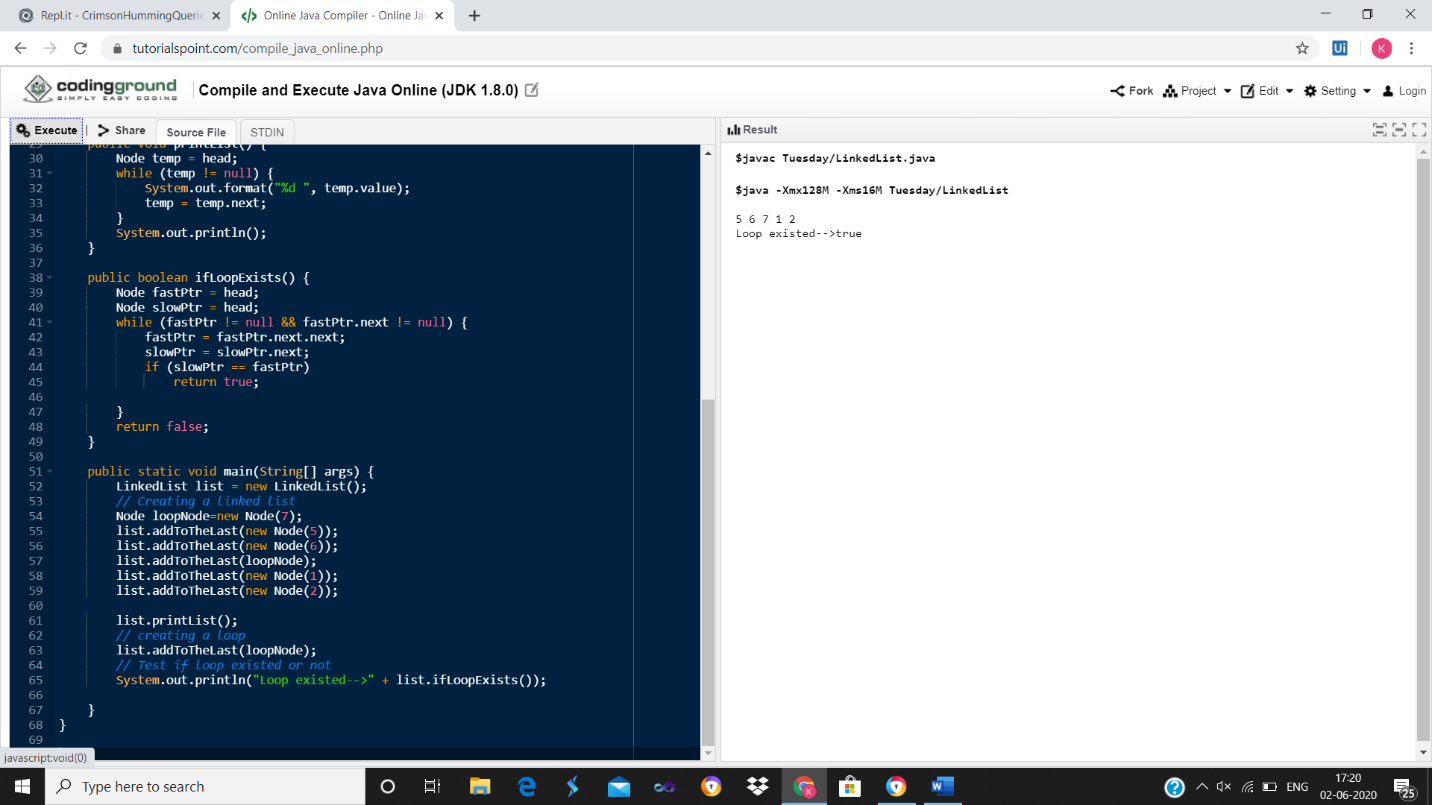 Repl.it - CrimsonHummingQuerie
Online Java Compiler - Online Jav
tutorialspoint.com/compile_java_online.php
Ui
K
codingground
SIMPLY EASY CODING
Compile and Execute Java Online (JDK 1.8.0)
Fork Project Edit Setting Login
Execute | Share Source File STDIN
29 public void printList() {
30 Node temp = head;
31 while (temp != null) {
32 System.out.format("%d ", temp.value);
33 temp = temp.next;
34 }
35 System.out.println();
36 }
37
38 public boolean ifLoopExists() {
39 Node fastPtr = head;
40 Node slowPtr = head;
41 while (fastPtr != null && fastPtr.next != null) {
42 fastPtr = fastPtr.next.next;
43 slowPtr = slowPtr.next;
44 if (slowPtr == fastPtr)
45 return true;
46
47 }
48 return false;
49 }
50
51 public static void main(String[] args) {
52 LinkedList list = new LinkedList();
53 // Creating a linked list
54 Node loopNode=new Node(7);
55 list.addToTheLast(new Node(5));
56 list.addToTheLast(new Node(6));
57 list.addToTheLast(loopNode);
58 list.addToTheLast(new Node(1));
59 list.addToTheLast(new Node(2));
60
61 list.printList();
62 // creating a loop
63 list.addToTheLast(loopNode);
64 // Test if loop existed or not
65 System.out.println("Loop existed-->" + list.ifLoopExists());
66
67 }
68 }
69
javascript:void(0)
Result
$javac Tuesday/LinkedList.java
$java -Xmx128M -Xms16M Tuesday/LinkedList
5 6 7 1 2
Loop existed-->true
Type here to search
K
ENG
17:20
02-06-2020
25